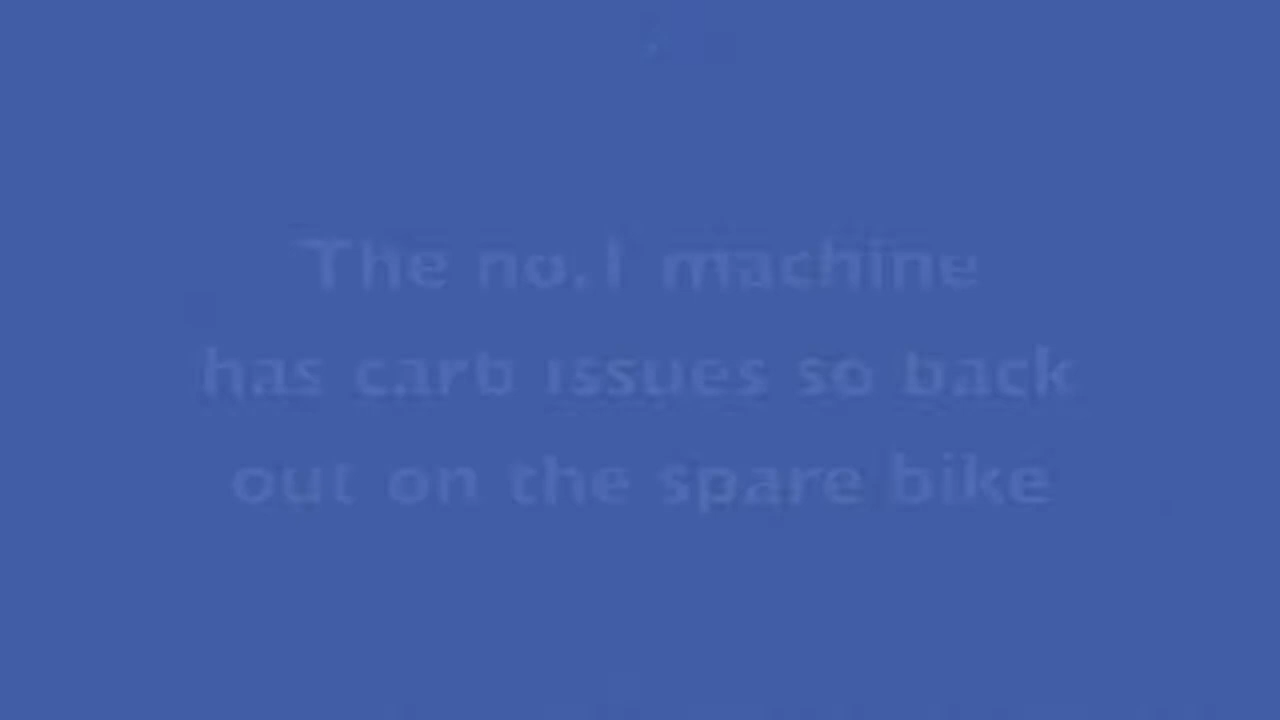 The no.1 machine
has carb issues so back
out on the spare bike